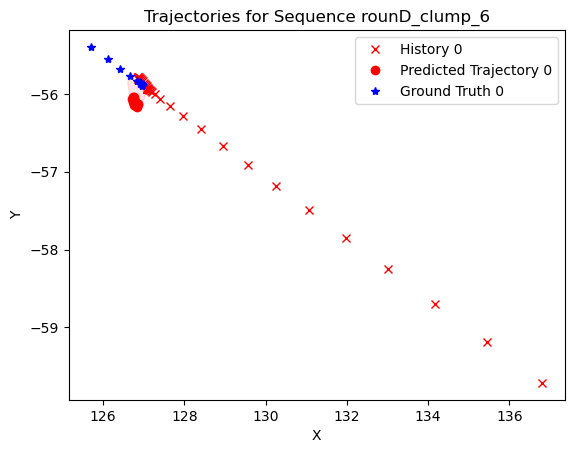 Trajectories for Sequence rounD_clump_6
History 0
Predicted Trajectory 0
Ground Truth 0
Y
−56
−57
−58
−59
126 128 130 132 134 136
X